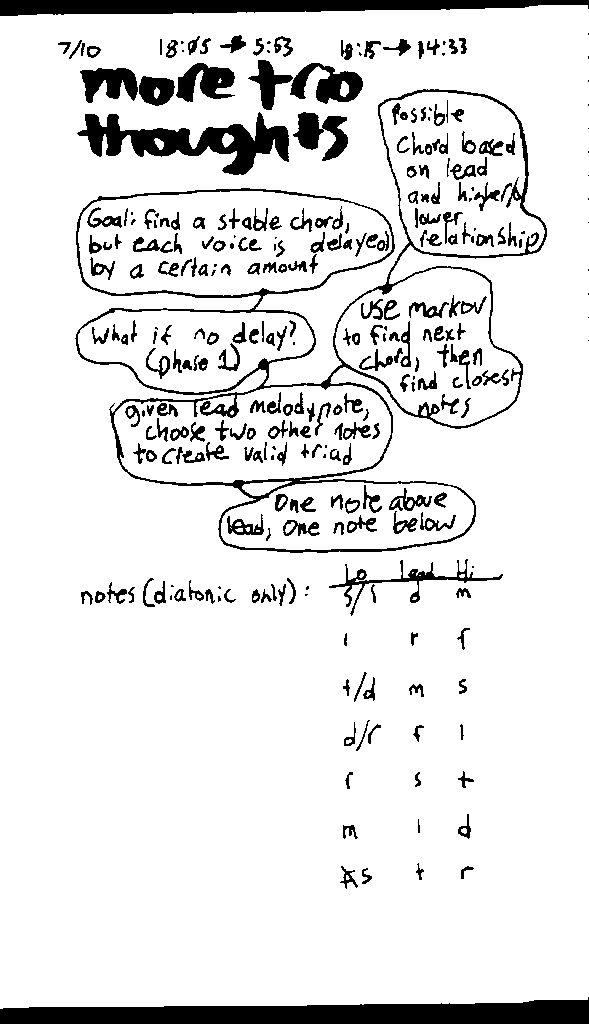 7/10 18:05 → 5:53 18:15 → 14:33
more trio
thoughts
Possible
Chord based
on lead
and higher/
lower
relationship
Goal: find a stable chord,
but each voice is delayed
by a certain amount
What if no delay?
(phase 1)
use markov
to find next
chord, then
find closest
notes
given lead melody note,
choose two other notes
to create valid triad
One note above
lead, One note below
notes (diatonic only):
Lo Lead Hi
s/l d m
l r f
t/d m s
d/r f l
r s t
m l d
s t r